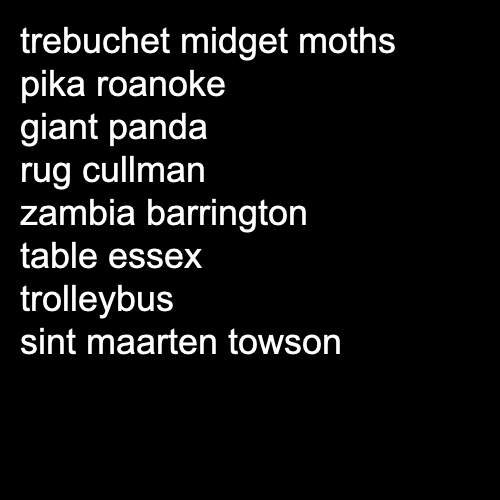 trebuchet midget moths
pika roanoke
giant panda
rug cullman
zambia barrington
table essex
trolleybus
sint maarten towson